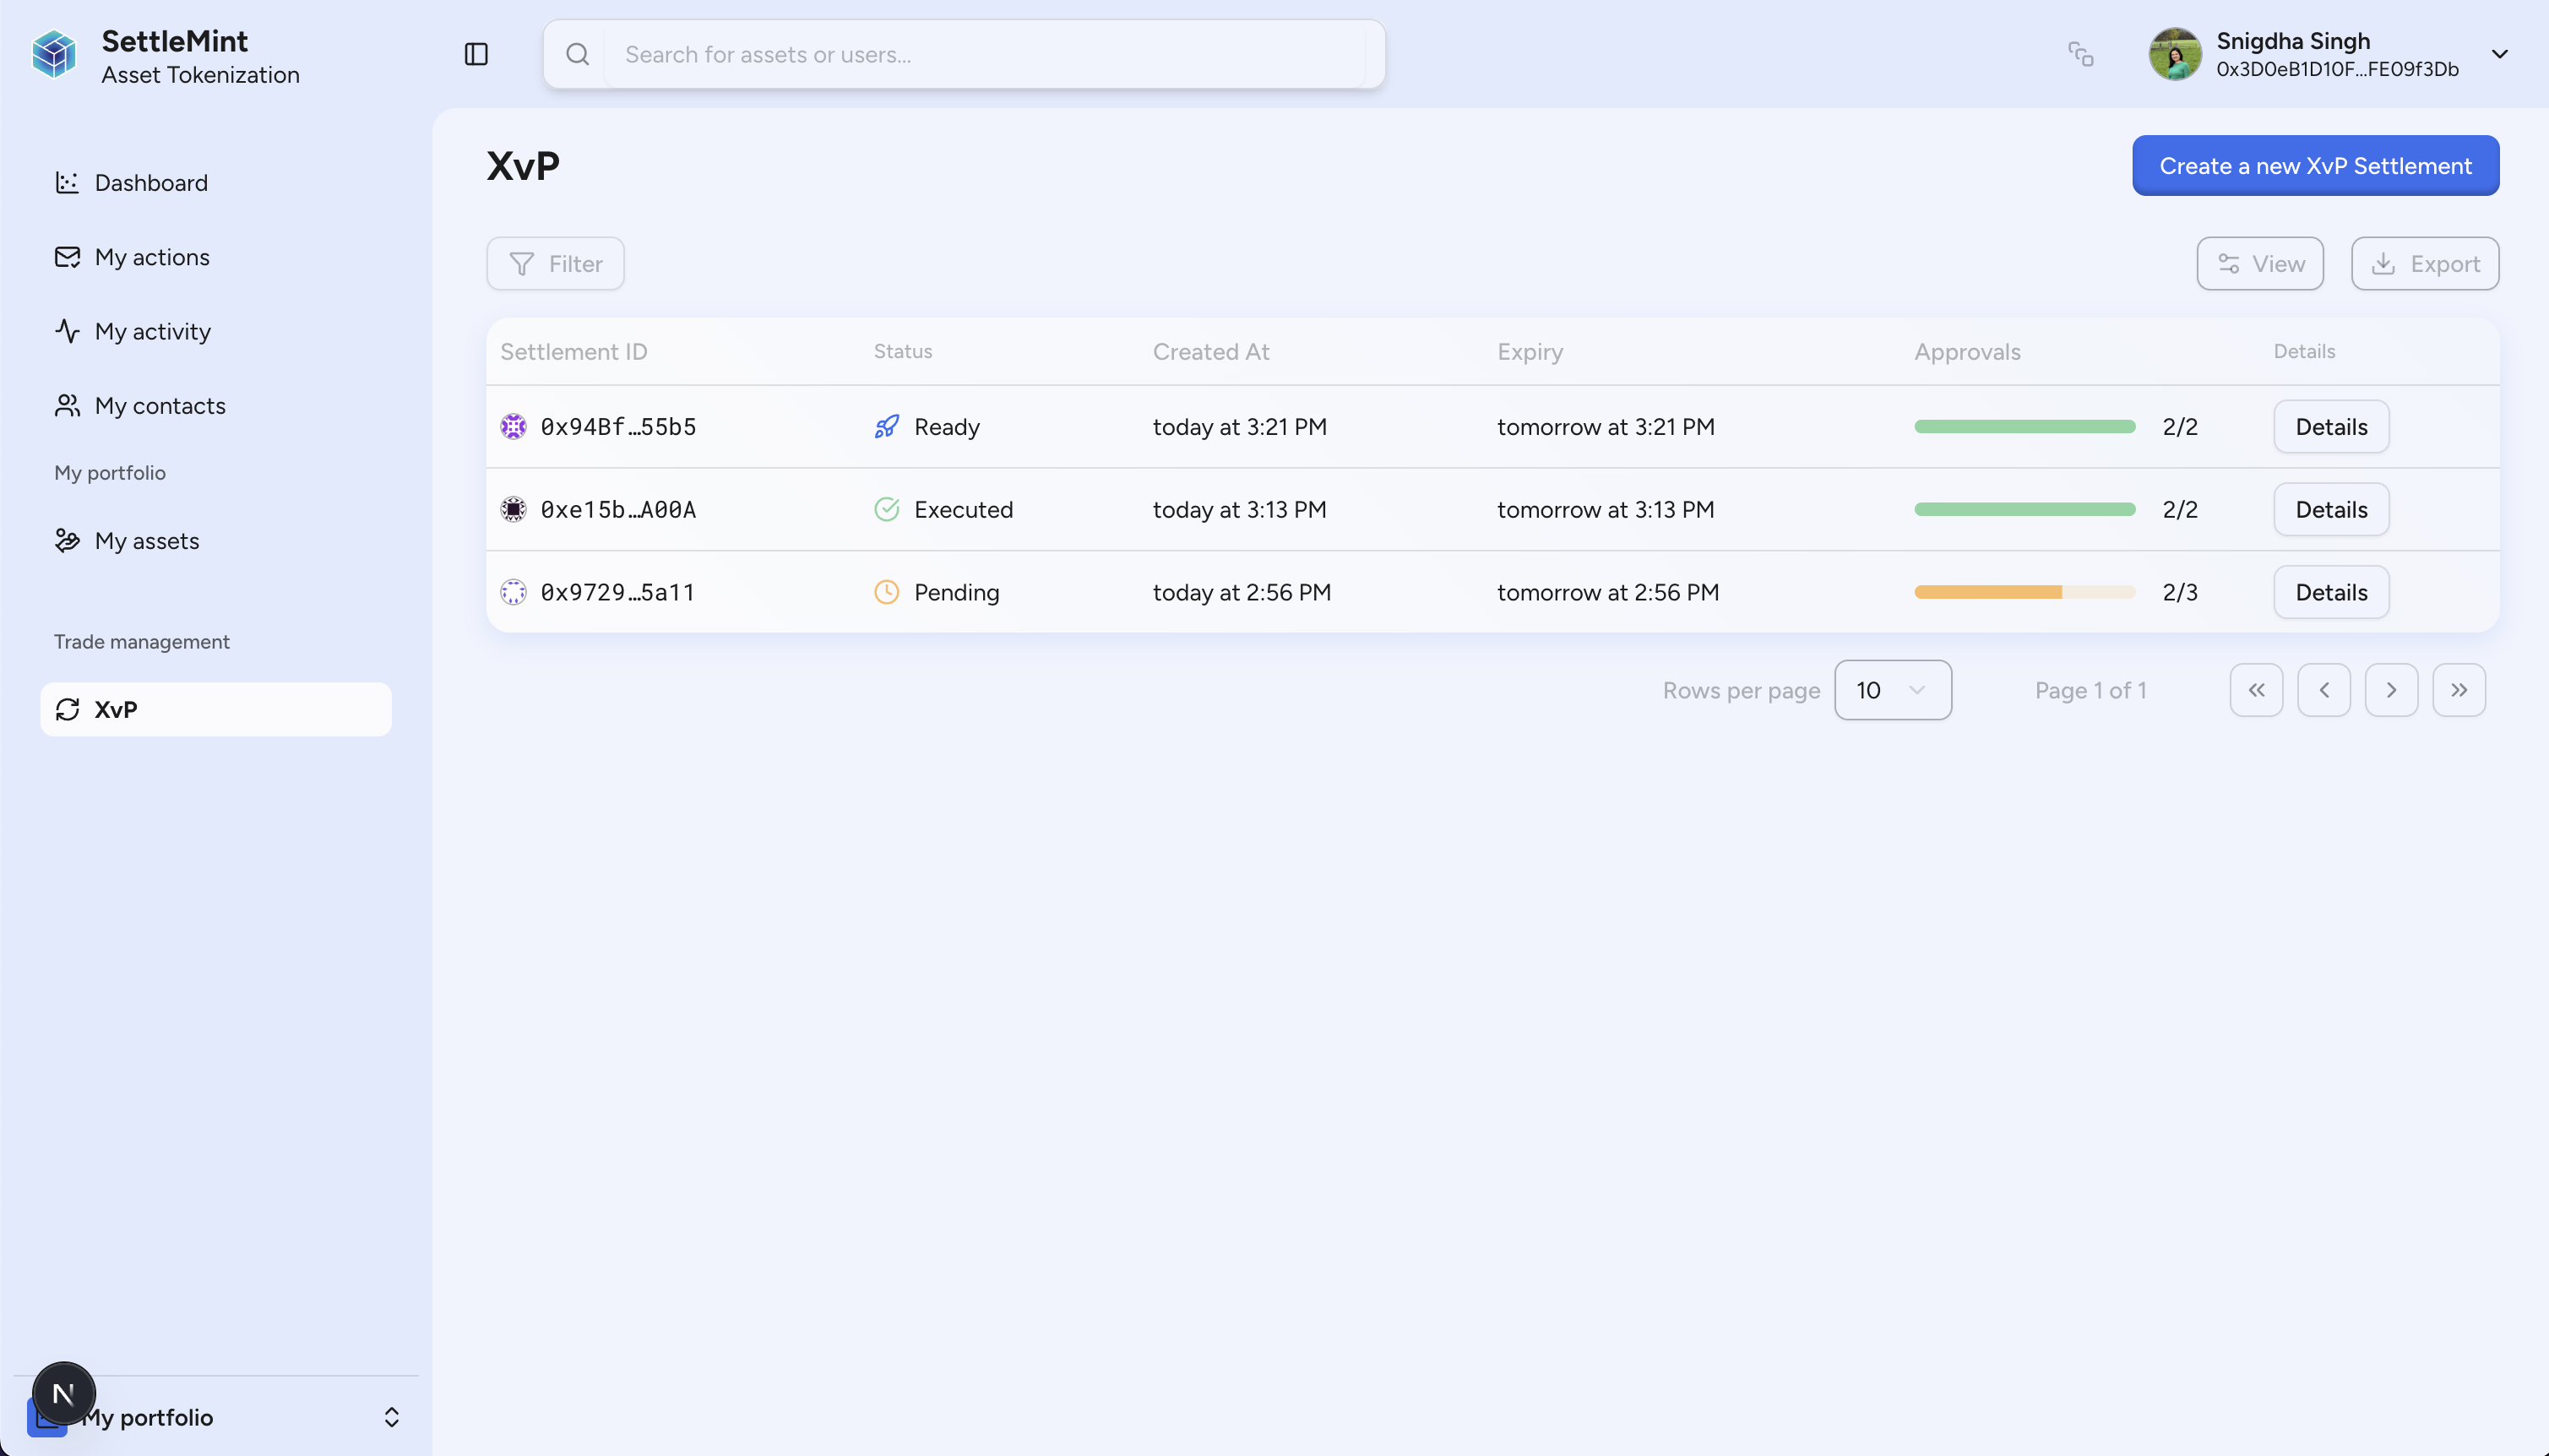 SettleMint
Asset Tokenization
Search for assets or users...
Snigdha Singh
0x3D0eB1D10F...FE09f3Db
Dashboard
My actions
My activity
My contacts
My portfolio
My assets
Trade management
XvP
XvP
Create a new XvP Settlement
Filter
View
Export
Settlement ID Status Created At Expiry Approvals Details
0x94Bf…55b5 Ready today at 3:21 PM tomorrow at 3:21 PM 2/2 Details
0xe15b…A00A Executed today at 3:13 PM tomorrow at 3:13 PM 2/2 Details
0x9729…5a11 Pending today at 2:56 PM tomorrow at 2:56 PM 2/3 Details
Rows per page 10 Page 1 of 1
N
My portfolio